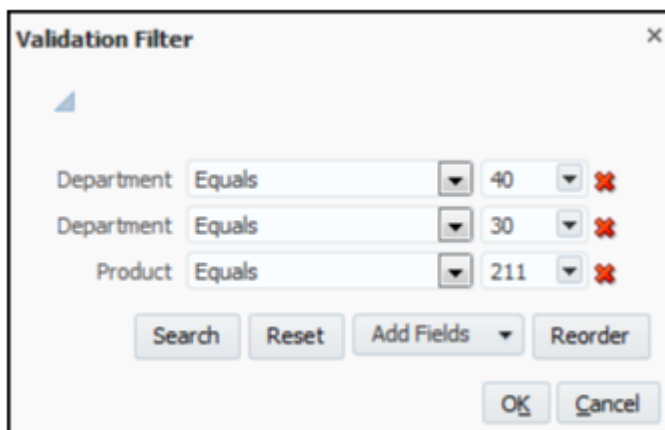 Validation Filter
Department Equals 40
Department Equals 30
Product Equals 211
Search Reset Add Fields Reorder
OK Cancel